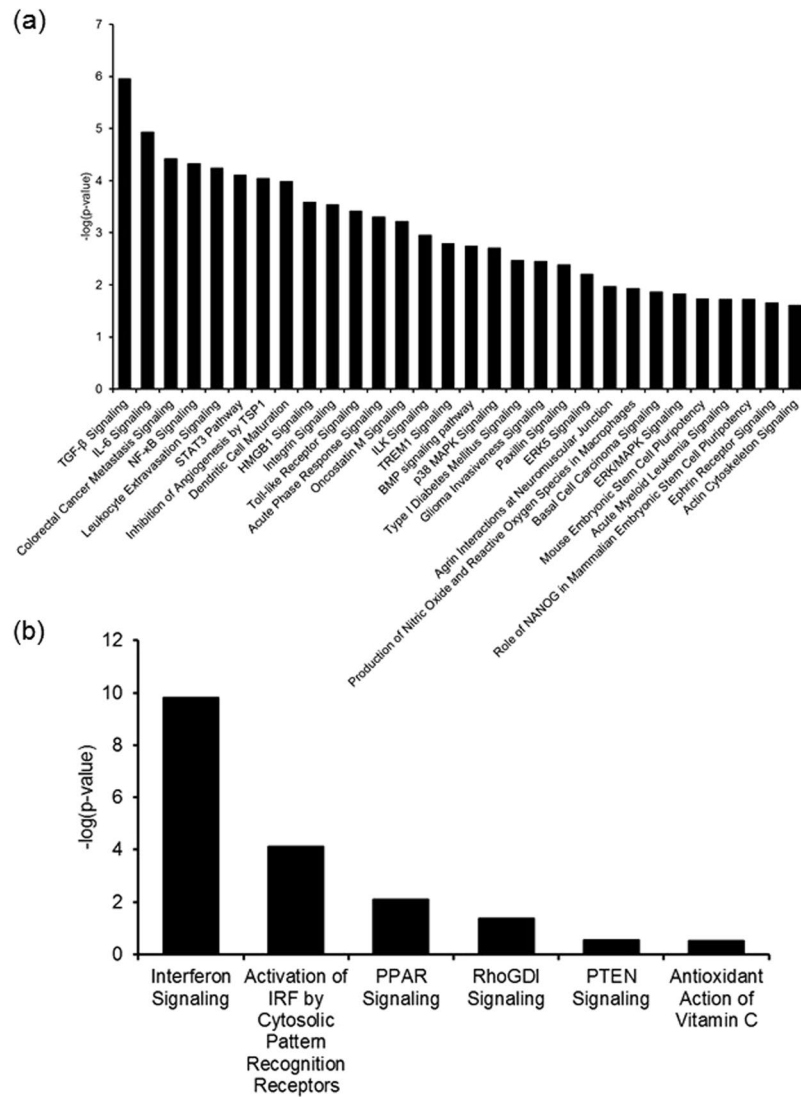 (a)
7
6
5
4
3
2
1
0
-log(p-value)
TGF-β Signaling
IL-6 Signaling
Colorectal Cancer Metastasis Signaling
NF-κB Signaling
Leukocyte Extravasation Signaling
STAT3 Pathway
Inhibition of Angiogenesis by TSP1
Dendritic Cell Maturation
HMGB1 Signaling
Integrin Signaling
Toll-like Receptor Signaling
Acute Phase Response Signaling
Oncostatin M Signaling
ILK Signaling
TREM1 Signaling
BMP signaling pathway
p38 MAPK Signaling
Type I Diabetes Mellitus Signaling
Glioma Invasiveness Signaling
Paxillin Signaling
ERK5 Signaling
Agrin Interactions at Neuromuscular Junction
Production of Nitric Oxide and Reactive Oxygen Species in Macrophages
Basal Cell Carcinoma Signaling
ERK/MAPK Signaling
Mouse Embryonic Stem Cell Pluripotency
Acute Myeloid Leukemia Signaling
Role of NANOG in Mammalian Embryonic Stem Cell Pluripotency
Ephrin Receptor Signaling
Actin Cytoskeleton Signaling
(b)
12
10
8
6
4
2
0
-log(p-value)
Interferon
Signaling
Activation of
IRF by
Cytosolic
Pattern
Recognition
Receptors
PPAR
Signaling
RhoGDI
Signaling
PTEN
Signaling
Antioxidant
Action of
Vitamin C